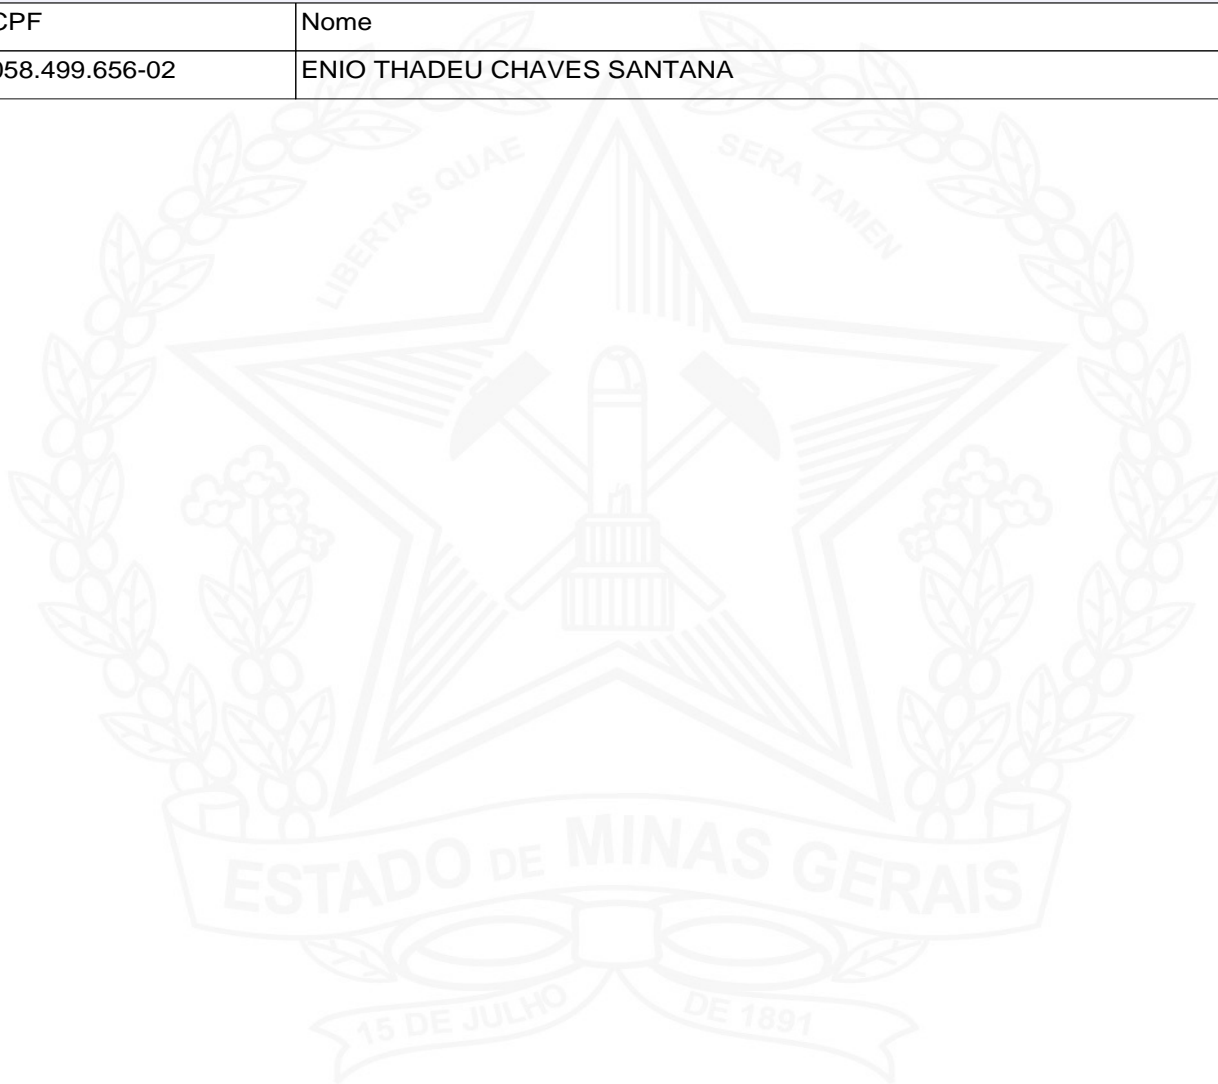 CPF Nome
058.499.656-02 ENIO THADEU CHAVES SANTANA
LIBERTAS QUAE SERA TAMEN
ESTADO DE MINAS GERAIS
15 DE JULHO DE 1891